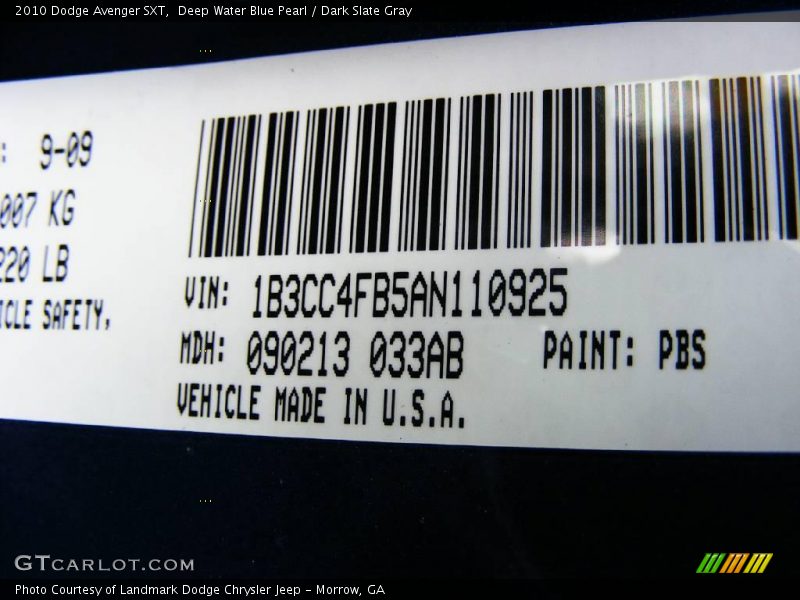 2010 Dodge Avenger SXT,  Deep Water Blue Pearl / Dark Slate Gray
: 9-09
007 KG
220 LB
ICLE SAFETY,
VIN: 1B3CC4FB5AN110925
MDH: 090213 033AB PAINT: PBS
VEHICLE MADE IN U.S.A.
GTCARLOT.COM
Photo Courtesy of Landmark Dodge Chrysler Jeep - Morrow, GA